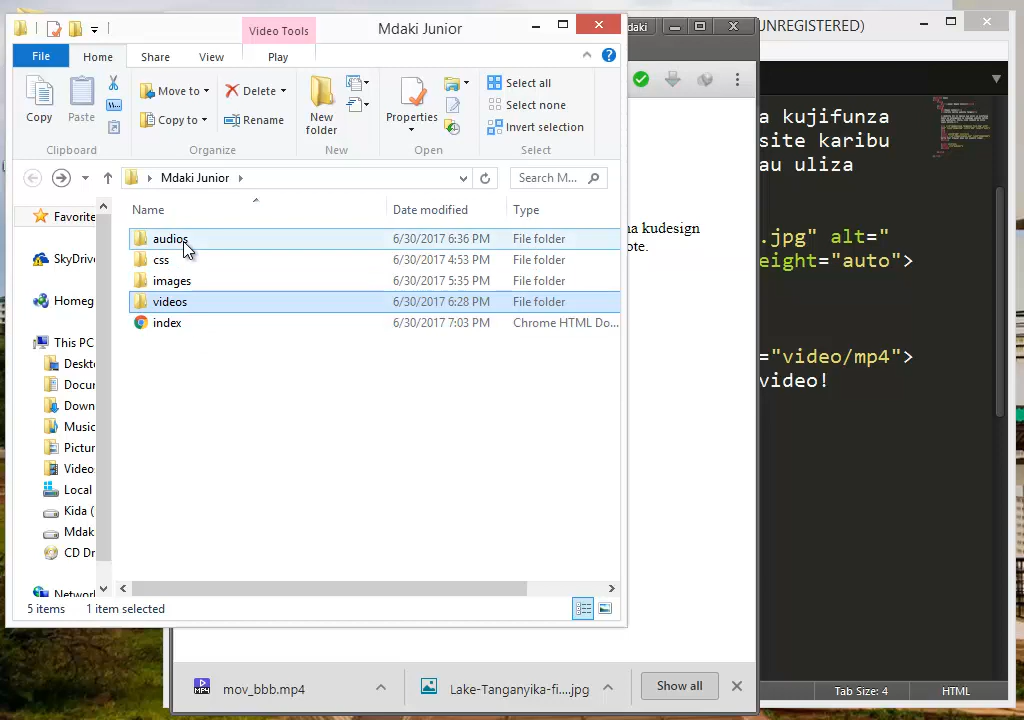 Video Tools
Mdaki Junior
daki
UNREGISTERED)
File
Home
Share
View
Play
Copy
Paste
Clipboard
Move to
Copy to
Delete
Rename
Organize
New folder
New
Properties
Open
Select all
Select none
Invert selection
Select
Mdaki Junior
Search M...
Name
Date modified
Type
audios
6/30/2017 6:36 PM
File folder
css
6/30/2017 4:53 PM
File folder
images
6/30/2017 5:35 PM
File folder
videos
6/30/2017 6:28 PM
File folder
index
6/30/2017 7:03 PM
Chrome HTML Do...
Favorite
SkyDrive
Homeg
This PC
Deskt
Docur
Down
Music
Pictur
Video
Local
Kida (
Mdak
CD Dr
Network
5 items
1 item selected
na kudesign
ote.
a kujifunza
site karibu
au uliza
.jpg" alt="
eight="auto">
="video/mp4">
video!
MP4
mov_bbb.mp4
Lake-Tanganyika-fi....jpg
Show all
Tab Size: 4
HTML